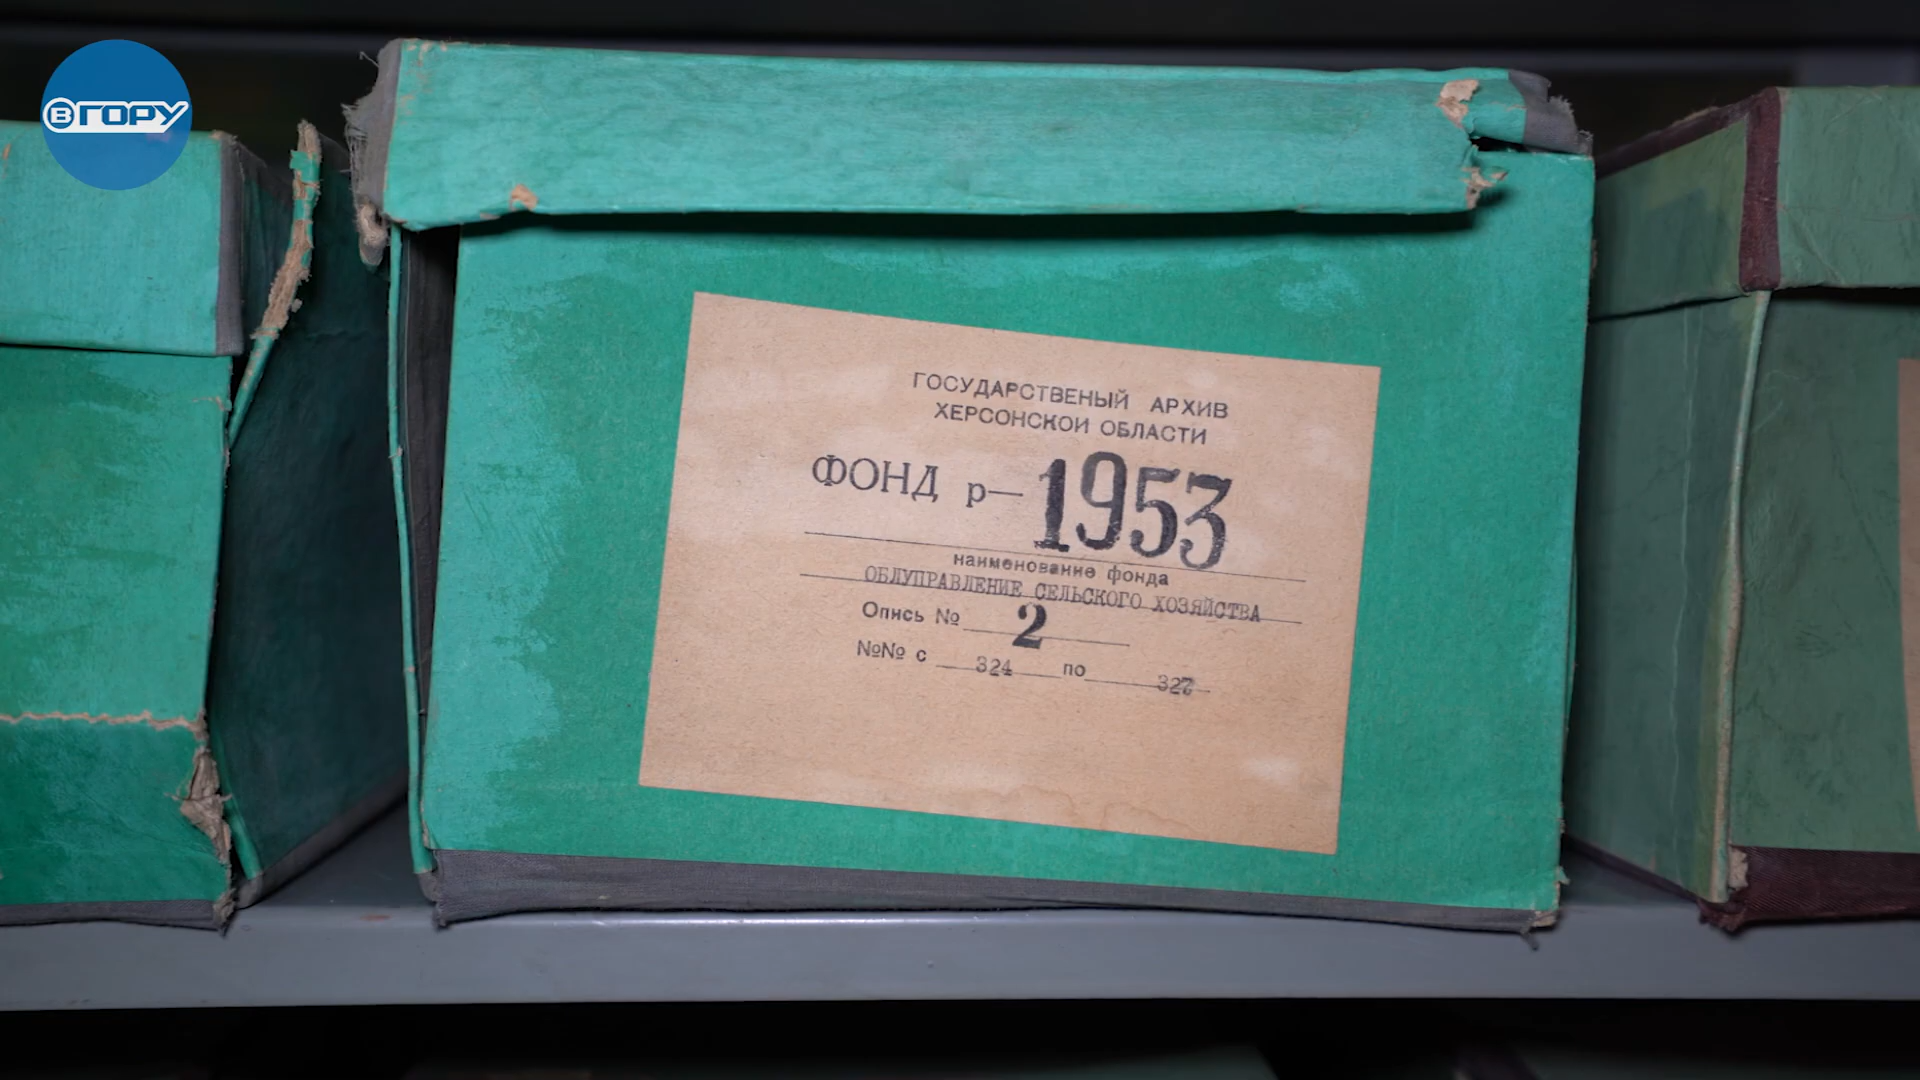 ВГОРУ
ГОСУДАРСТВЕНЫЙ АРХИВ
ХЕРСОНСКОЙ ОБЛАСТИ
ФОНД р— 1953
наименование фонда
ОБЛУПРАВЛЕНИЕ СЕЛЬСКОГО ХОЗЯЙСТВА
Опись № 2
№№ с 324 по 327